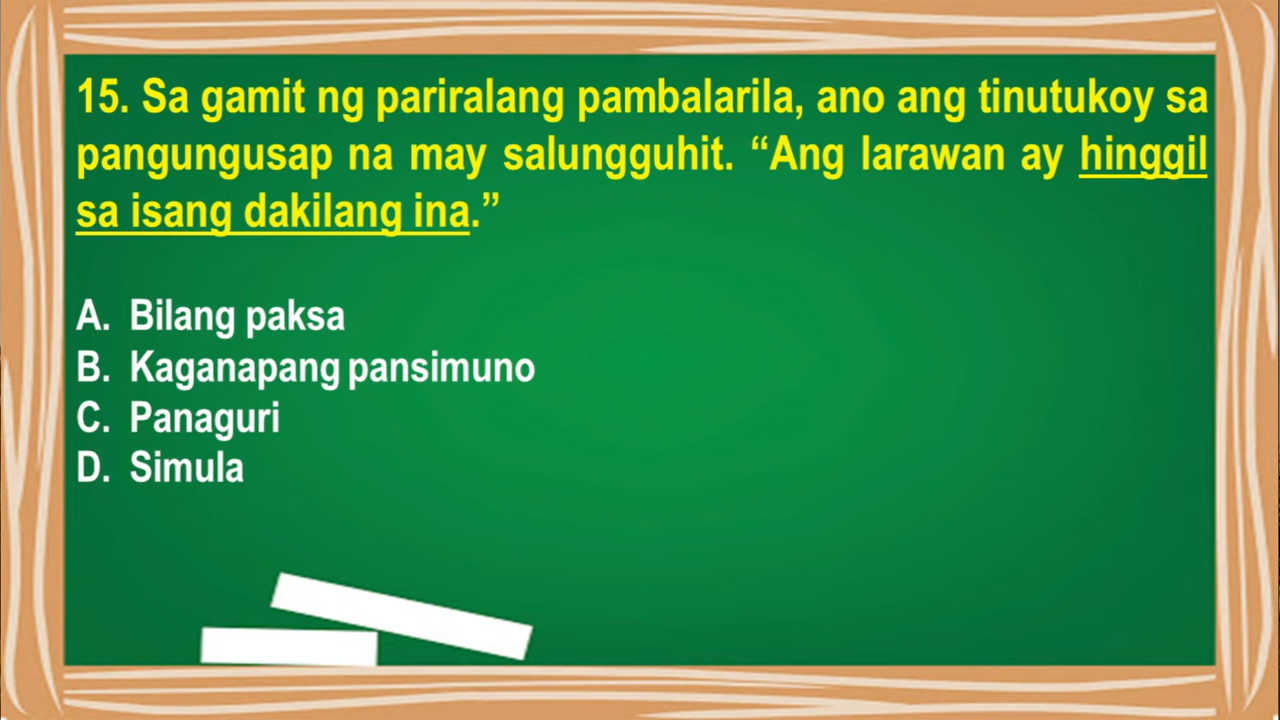 15. Sa gamit ng pariralang pambalarila, ano ang tinutukoy sa
pangungusap na may salungguhit. “Ang larawan ay hinggil
sa isang dakilang ina.”
A. Bilang paksa
B. Kaganapang pansimuno
C. Panaguri
D. Simula